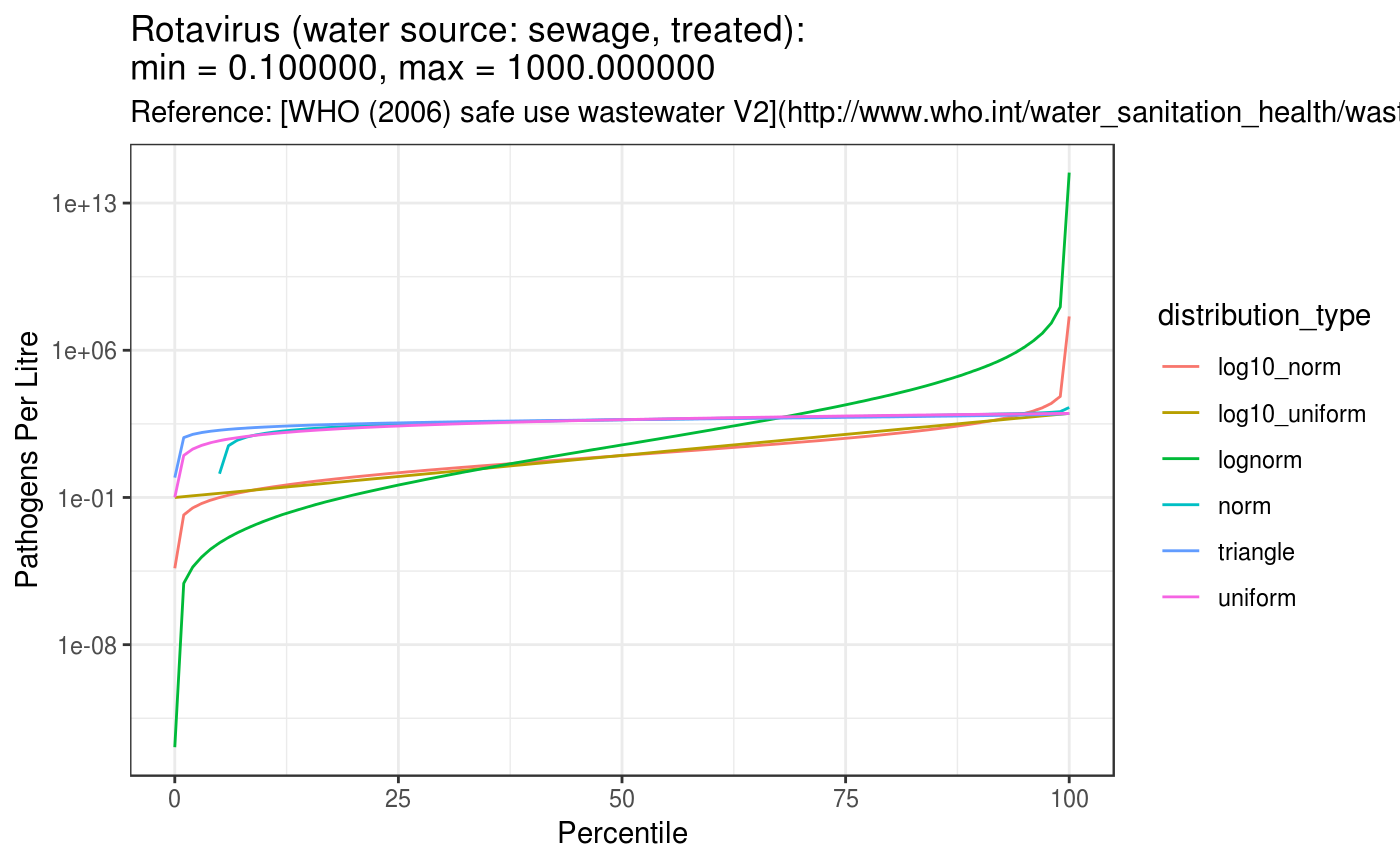 Rotavirus (water source: sewage, treated):
min = 0.100000, max = 1000.000000
Reference: [WHO (2006) safe use wastewater V2](http://www.who.int/water_sanitation_health/wast
Pathogens Per Litre
1e+13
1e+06
1e-01
1e-08
0 25 50 75 100
Percentile
distribution_type
log10_norm
log10_uniform
lognorm
norm
triangle
uniform